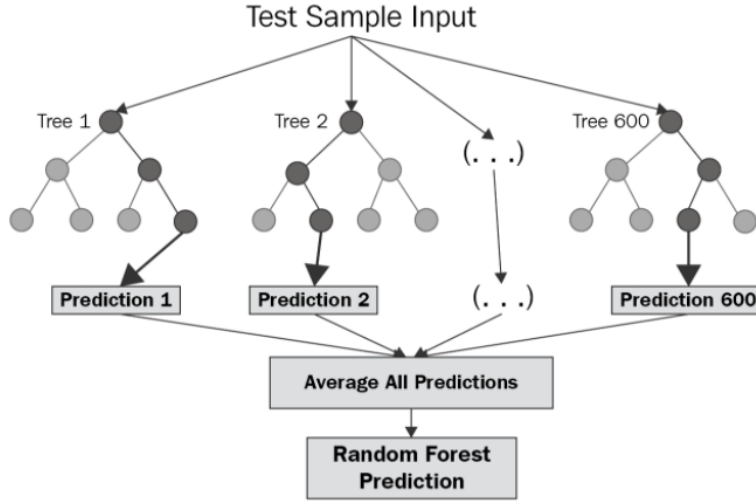 Test Sample Input
Tree 1
Tree 2
(. . .)
Tree 600
Prediction 1
Prediction 2
(. . .)
Prediction 600
Average All Predictions
Random Forest
Prediction